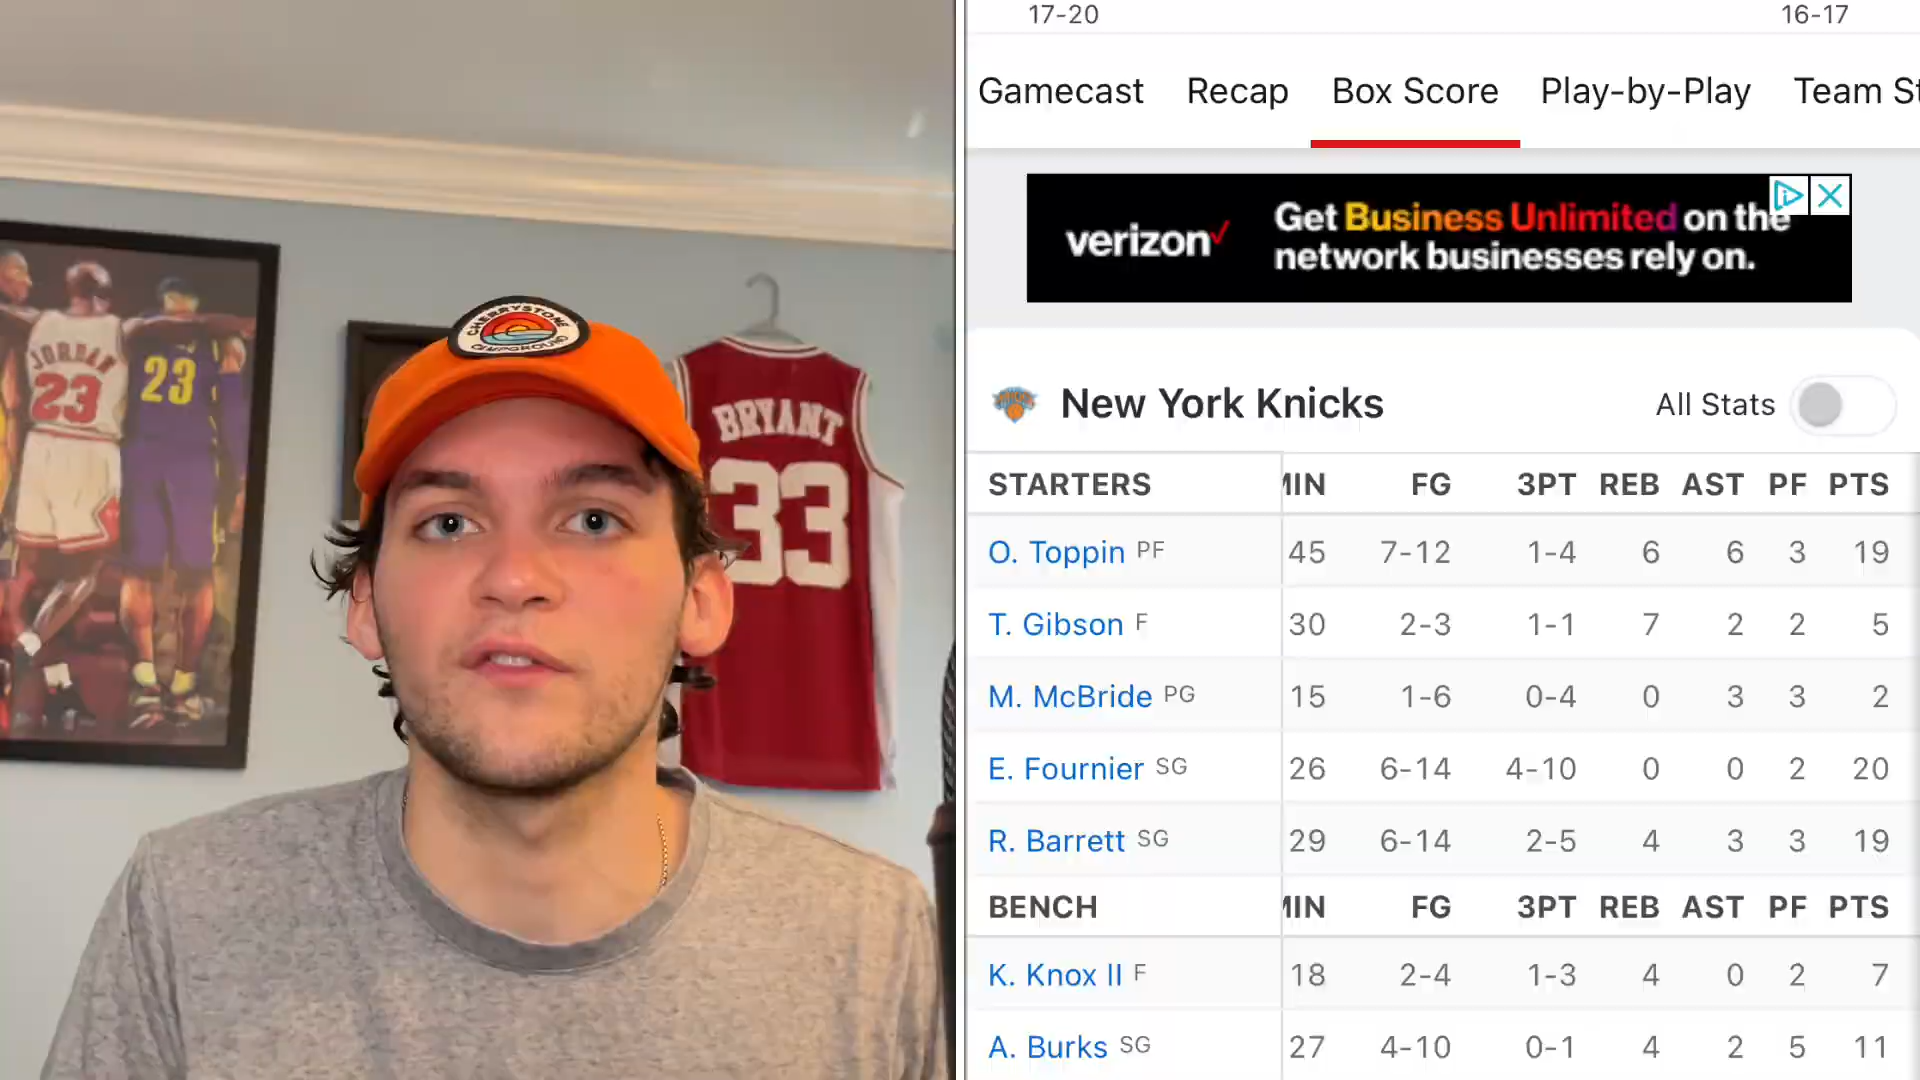 JORDAN
23
23
CHERRYSTONE
CAMPGROUND
BRYANT
33
17-20 16-17
Gamecast Recap Box Score Play-by-Play Team St
verizon
Get Business Unlimited on the
network businesses rely on.
New York Knicks All Stats
STARTERS MIN FG 3PT REB AST PF PTS
O. Toppin PF 45 7-12 1-4 6 6 3 19
T. Gibson F 30 2-3 1-1 7 2 2 5
M. McBride PG 15 1-6 0-4 0 3 3 2
E. Fournier SG 26 6-14 4-10 0 0 2 20
R. Barrett SG 29 6-14 2-5 4 3 3 19
BENCH MIN FG 3PT REB AST PF PTS
K. Knox II F 18 2-4 1-3 4 0 2 7
A. Burks SG 27 4-10 0-1 4 2 5 11